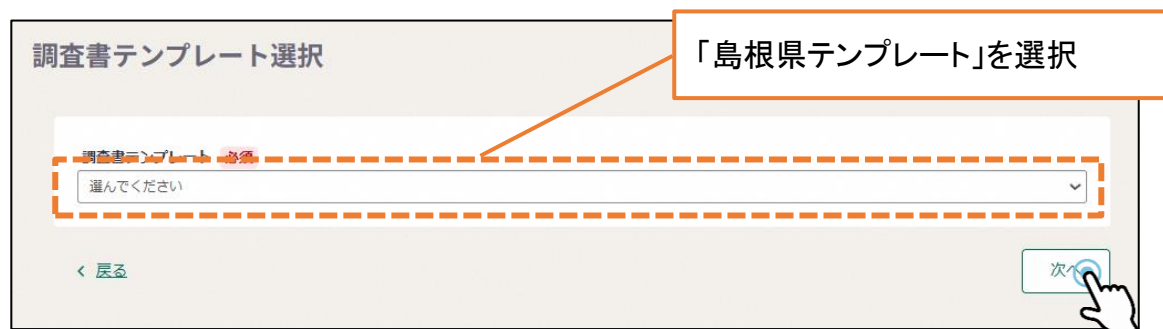 調査書テンプレート選択
「島根県テンプレート」を選択
調査書テンプレート 必須
選んでください
< 戻る
次へ